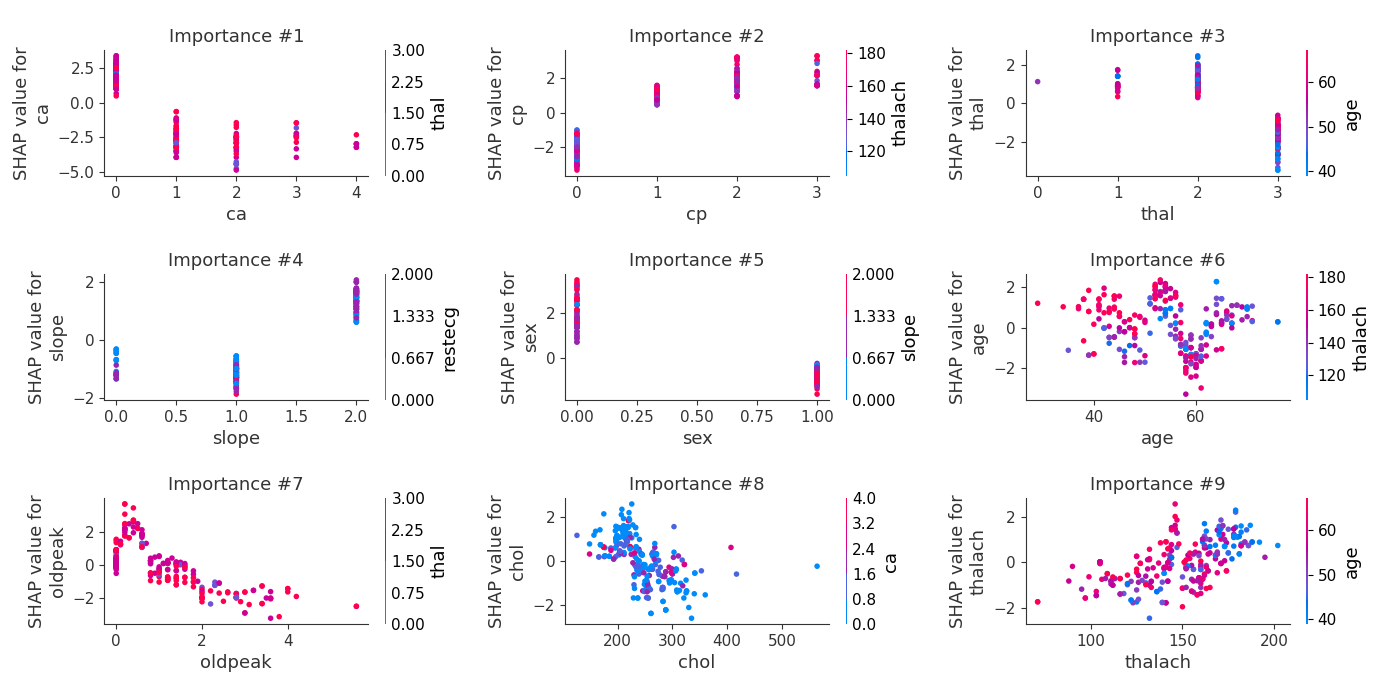 Importance #1
SHAP value for
ca
2.5
0.0
−2.5
−5.0
0
1
2
3
4
ca
3.00
2.25
1.50
0.75
0.00
thal
Importance #2
SHAP value for
cp
2
0
−2
0
1
2
3
cp
180
160
140
120
thalach
Importance #3
SHAP value for
thal
2
0
−2
0
1
2
3
thal
60
50
40
age
Importance #4
SHAP value for
slope
2
0
−2
0.0
0.5
1.0
1.5
2.0
slope
2.000
1.333
0.667
0.000
restecg
Importance #5
SHAP value for
sex
2
0
0.00
0.25
0.50
0.75
1.00
sex
2.000
1.333
0.667
0.000
slope
Importance #6
SHAP value for
age
2
0
−2
40
60
age
180
160
140
120
thalach
Importance #7
SHAP value for
oldpeak
2
0
−2
0
2
4
oldpeak
3.00
2.25
1.50
0.75
0.00
thal
Importance #8
SHAP value for
chol
2
0
−2
200
300
400
500
chol
4.0
3.2
2.4
1.6
0.8
0.0
ca
Importance #9
SHAP value for
thalach
2
0
−2
100
150
200
thalach
60
50
40
age